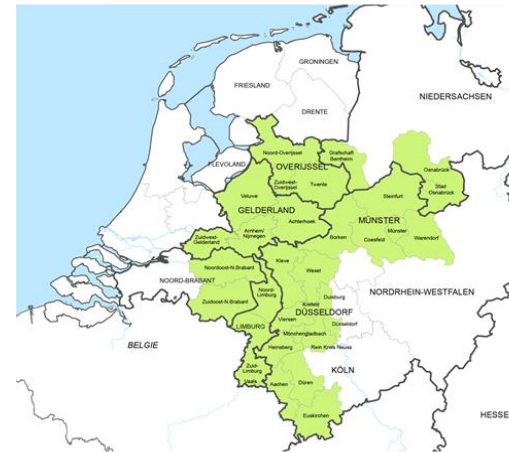 GRONINGEN
FRIESLAND
DRENTE
NIEDERSACHSEN
FLEVOLAND
Noord-Overijssel
Grafschaft
Bentheim
OVERIJSSEL
Osnabrück
Zuidwest-
Overijssel
Twente
Stad
Osnabrück
Veluwe
Steinfurt
GELDERLAND
Achterhoek
MÜNSTER
Arnhem/
Nijmegen
Zuidwest-
Gelderland
Borken
Coesfeld
Münster
Warendorf
Kleve
Noordoost-N.Brabant
Wesel
NOORD-BRABANT
Noord-
Limburg
NORDRHEIN-WESTFALEN
Zuidoost-N.Brabant
Duisburg
Krefeld
DÜSSELDORF
Viersen
LIMBURG
Düsseldorf
Mönchengladbach
BELGIE
Heinsberg
Rein Kreis Neuss
Zuid-
Limburg
KÖLN
Vaals
Aachen
Düren
Euskirchen
HESSE